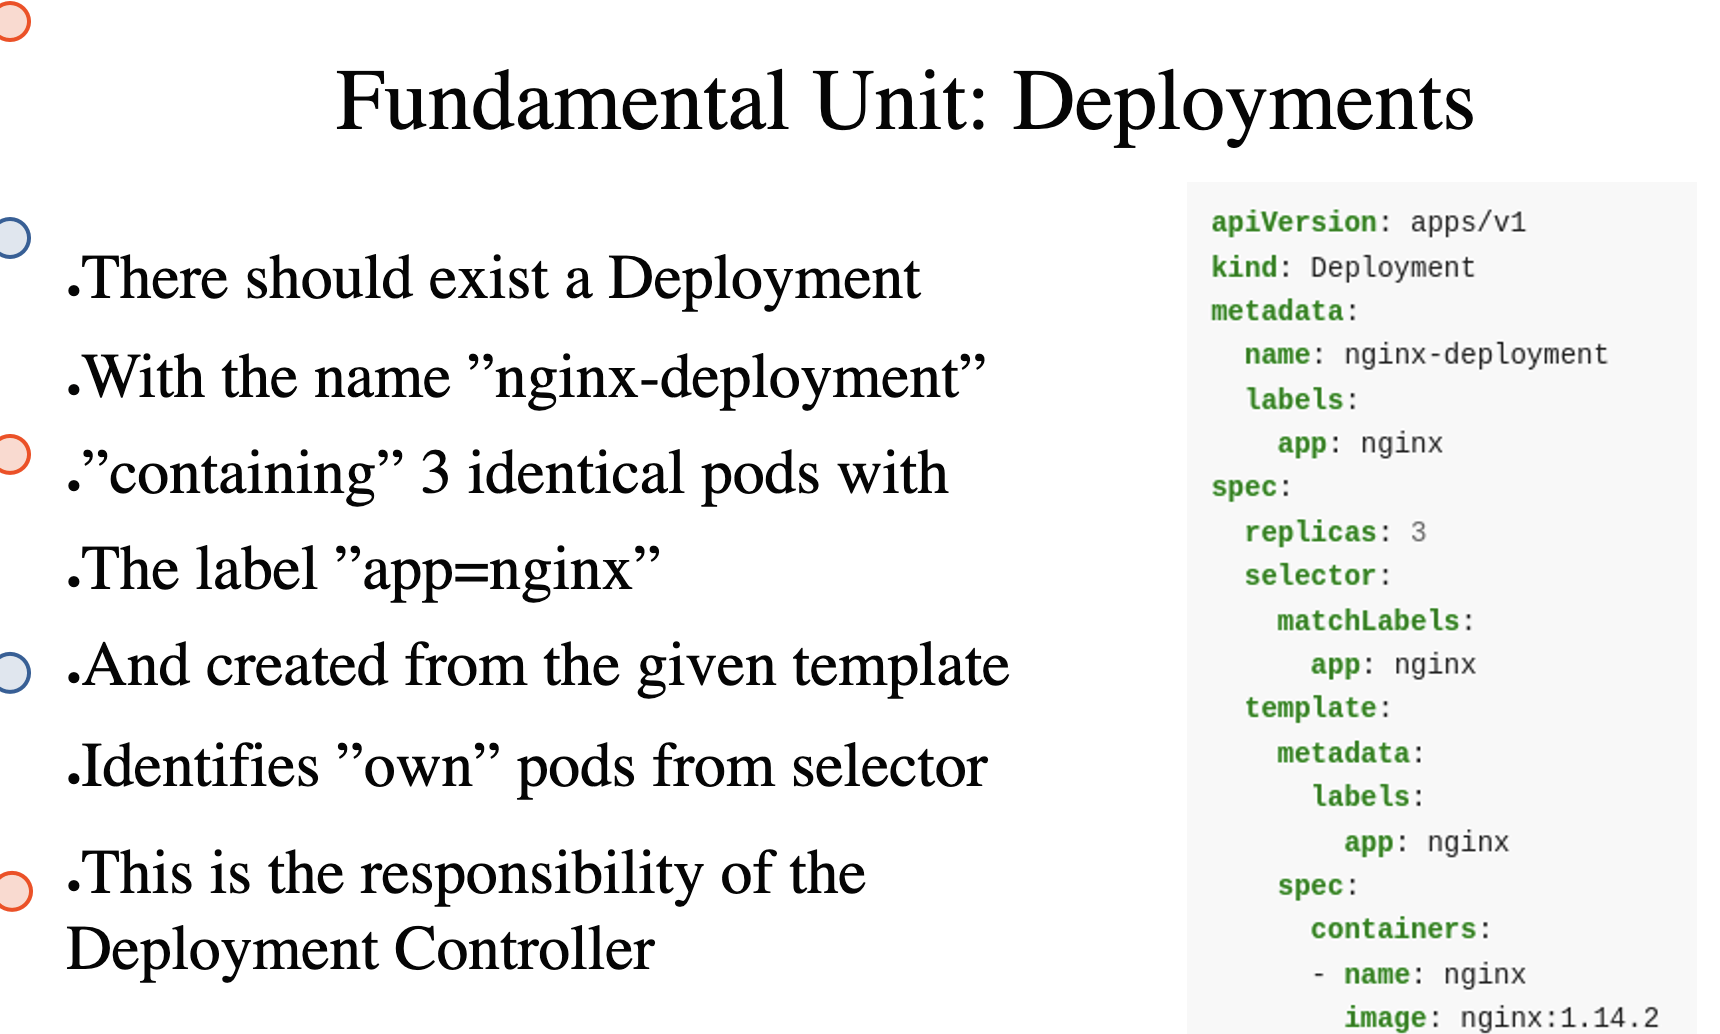 Fundamental Unit: Deployments
.There should exist a Deployment
.With the name ”nginx-deployment”
.”containing” 3 identical pods with
.The label ”app=nginx”
.And created from the given template
.Identifies ”own” pods from selector
.This is the responsibility of the
Deployment Controller
apiVersion: apps/v1
kind: Deployment
metadata:
  name: nginx-deployment
  labels:
    app: nginx
spec:
  replicas: 3
  selector:
    matchLabels:
      app: nginx
  template:
    metadata:
      labels:
        app: nginx
    spec:
      containers:
      - name: nginx
        image: nginx:1.14.2